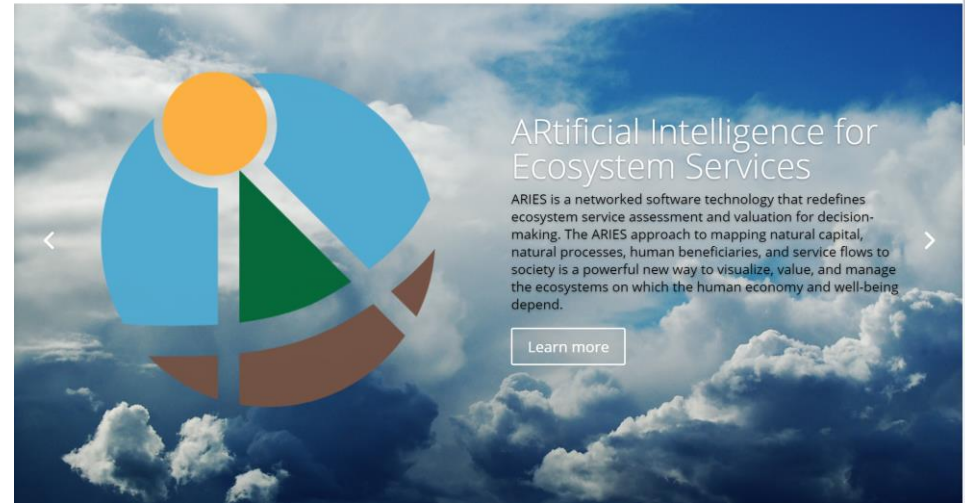 ARtificial Intelligence for
Ecosystem Services
ARIES is a networked software technology that redefines
ecosystem service assessment and valuation for decision-
making. The ARIES approach to mapping natural capital,
natural processes, human beneficiaries, and service flows to
society is a powerful new way to visualize, value, and manage
the ecosystems on which the human economy and well-being
depend.
Learn more